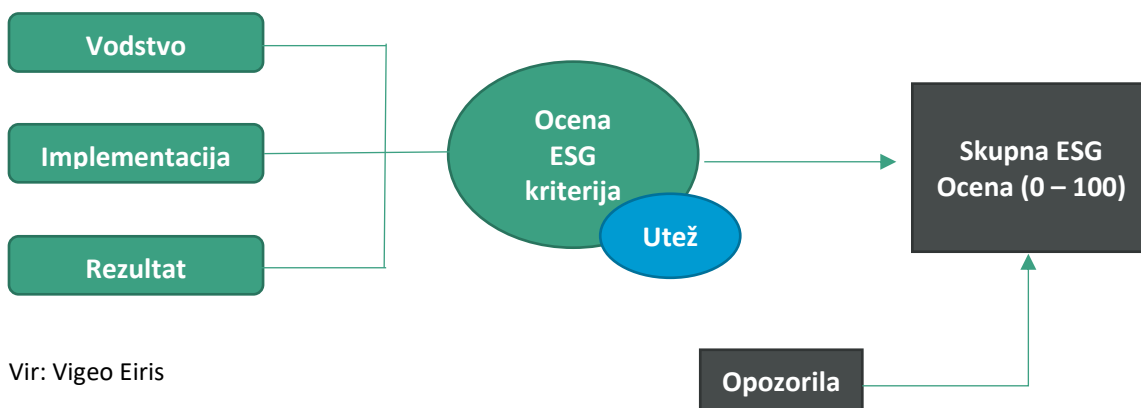 Vodstvo
Implementacija
Rezultat
Ocena
ESG
kriterija
Utež
Skupna ESG
Ocena (0 – 100)
Opozorila
Vir: Vigeo Eiris